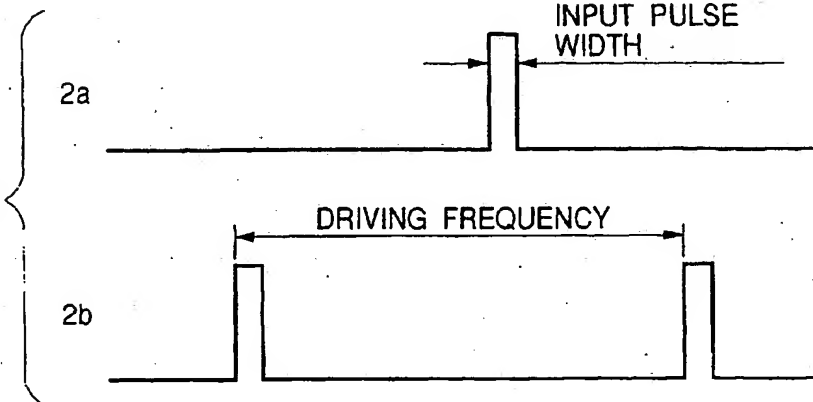 INPUT PULSE
WIDTH
2a
DRIVING FREQUENCY
2b